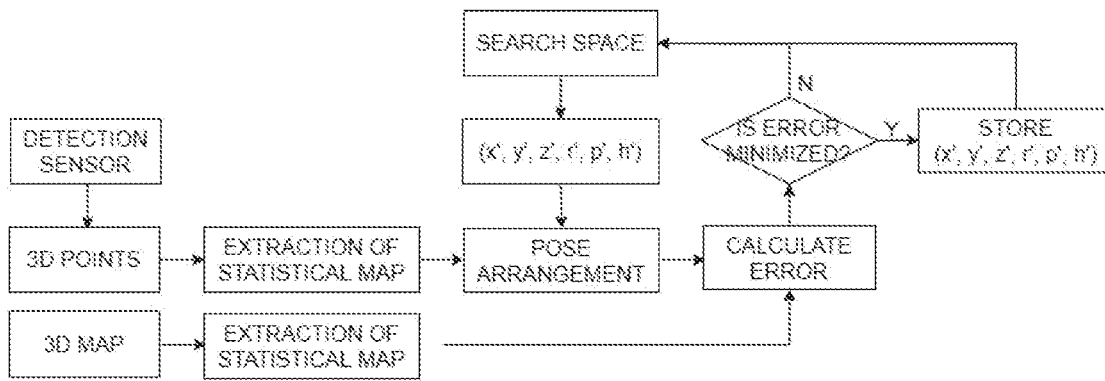 SEARCH SPACE
N
DETECTION
SENSOR
(x', y', z', r', p', h')
IS ERROR
MINIMIZED?
Y
STORE
(x', y', z', r', p', h')
3D POINTS
EXTRACTION OF
STATISTICAL MAP
POSE
ARRANGEMENT
CALCULATE
ERROR
3D MAP
EXTRACTION OF
STATISTICAL MAP